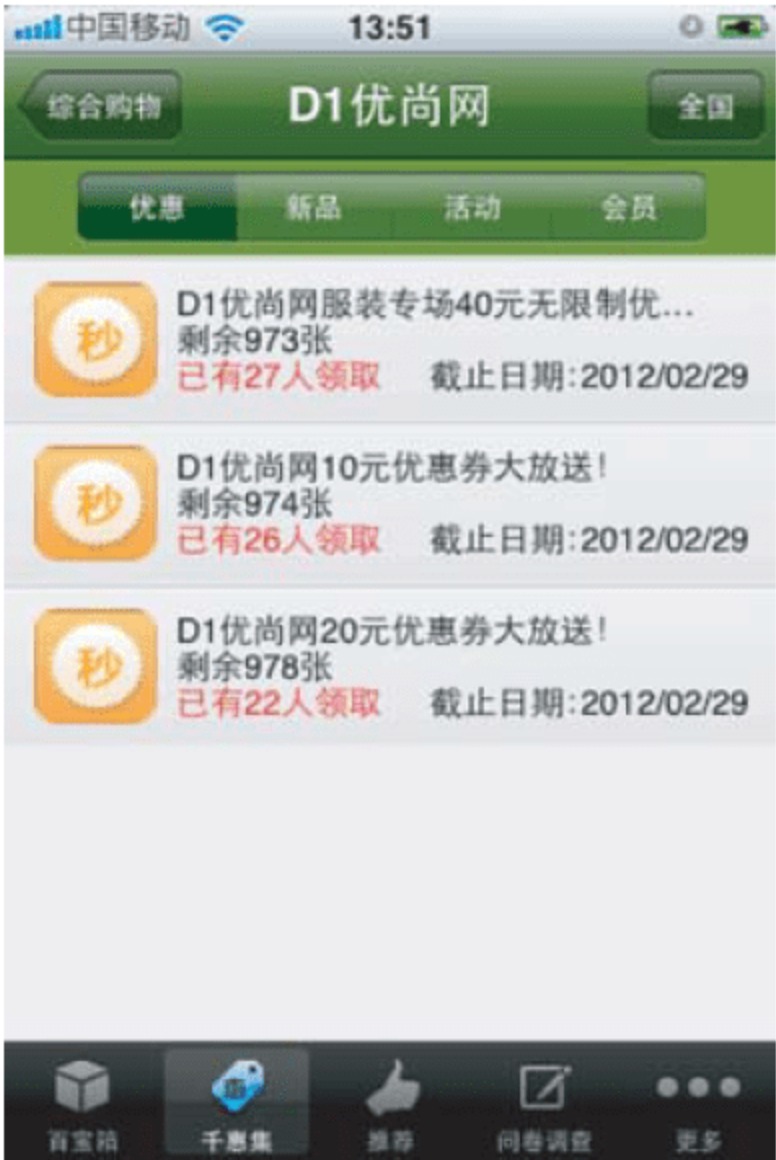 中国移动
13:51
综合购物
D1优尚网
全国
优惠
新品
活动
会员
秒
D1优尚网服装专场40元无限制优...
剩余973张
已有27人领取 截止日期:2012/02/29
秒
D1优尚网10元优惠券大放送!
剩余974张
已有26人领取 截止日期:2012/02/29
秒
D1优尚网20元优惠券大放送!
剩余978张
已有22人领取 截止日期:2012/02/29
惠
百宝箱
千惠集
推荐
问卷调查
更多